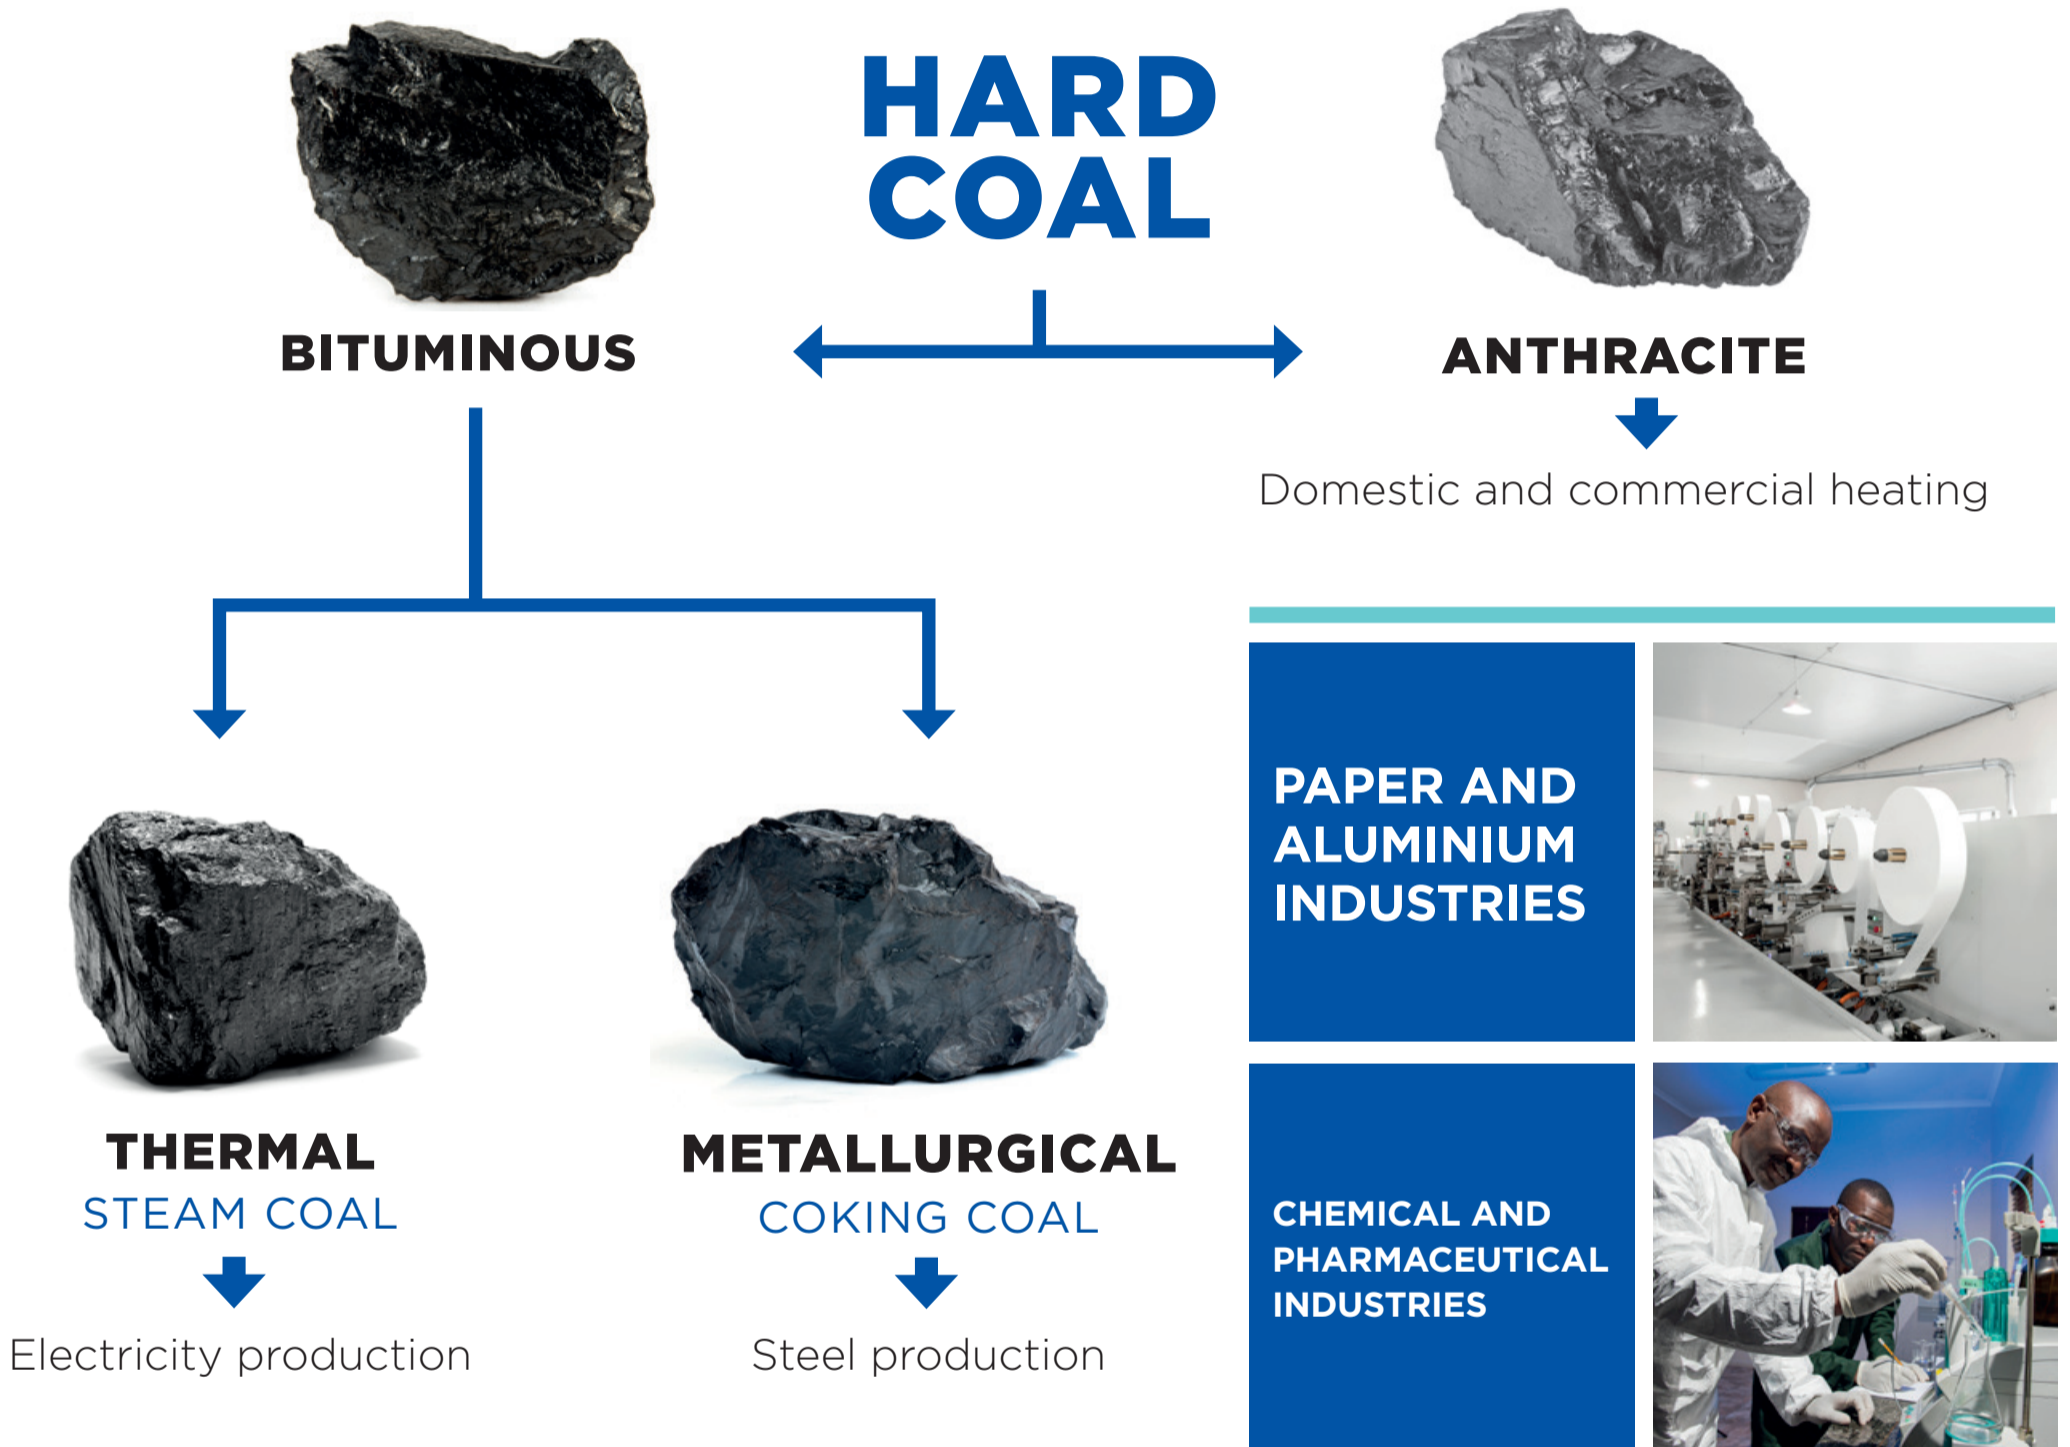 HARD
COAL
BITUMINOUS
ANTHRACITE
Domestic and commercial heating
THERMAL
STEAM COAL
Electricity production
METALLURGICAL
COKING COAL
Steel production
PAPER AND
ALUMINIUM
INDUSTRIES
CHEMICAL AND
PHARMACEUTICAL
INDUSTRIES